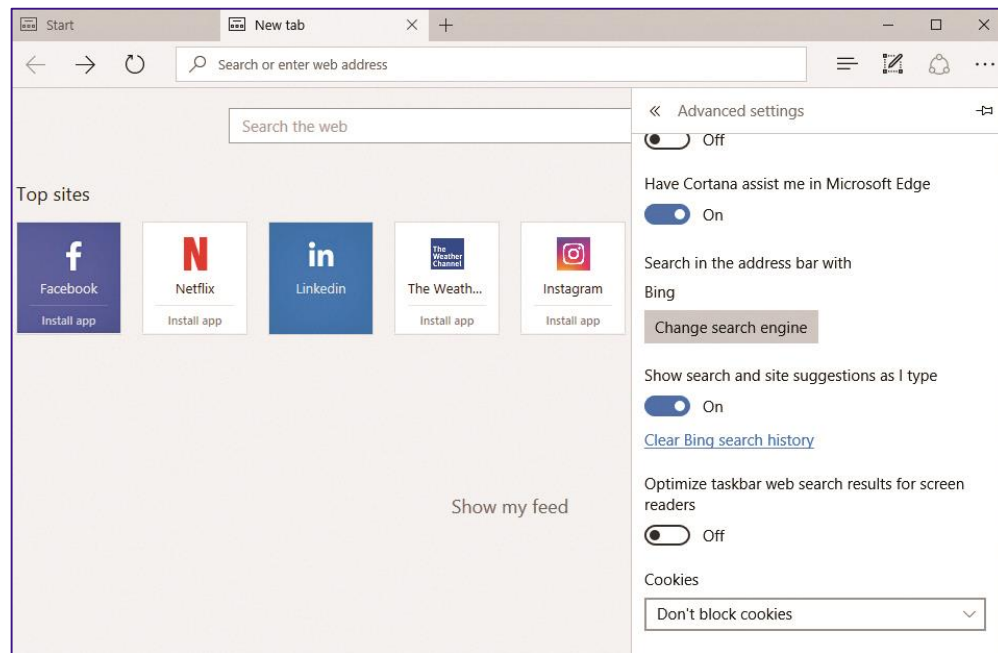 Start
New tab
Search or enter web address
Search the web
Top sites
f
Facebook
Install app
N
Netflix
Install app
in
Linkedin
The
Weather
Channel
The Weath...
Install app
Instagram
Install app
Show my feed
Advanced settings
Off
Have Cortana assist me in Microsoft Edge
On
Search in the address bar with
Bing
Change search engine
Show search and site suggestions as I type
On
Clear Bing search history
Optimize taskbar web search results for screen
readers
Off
Cookies
Don't block cookies